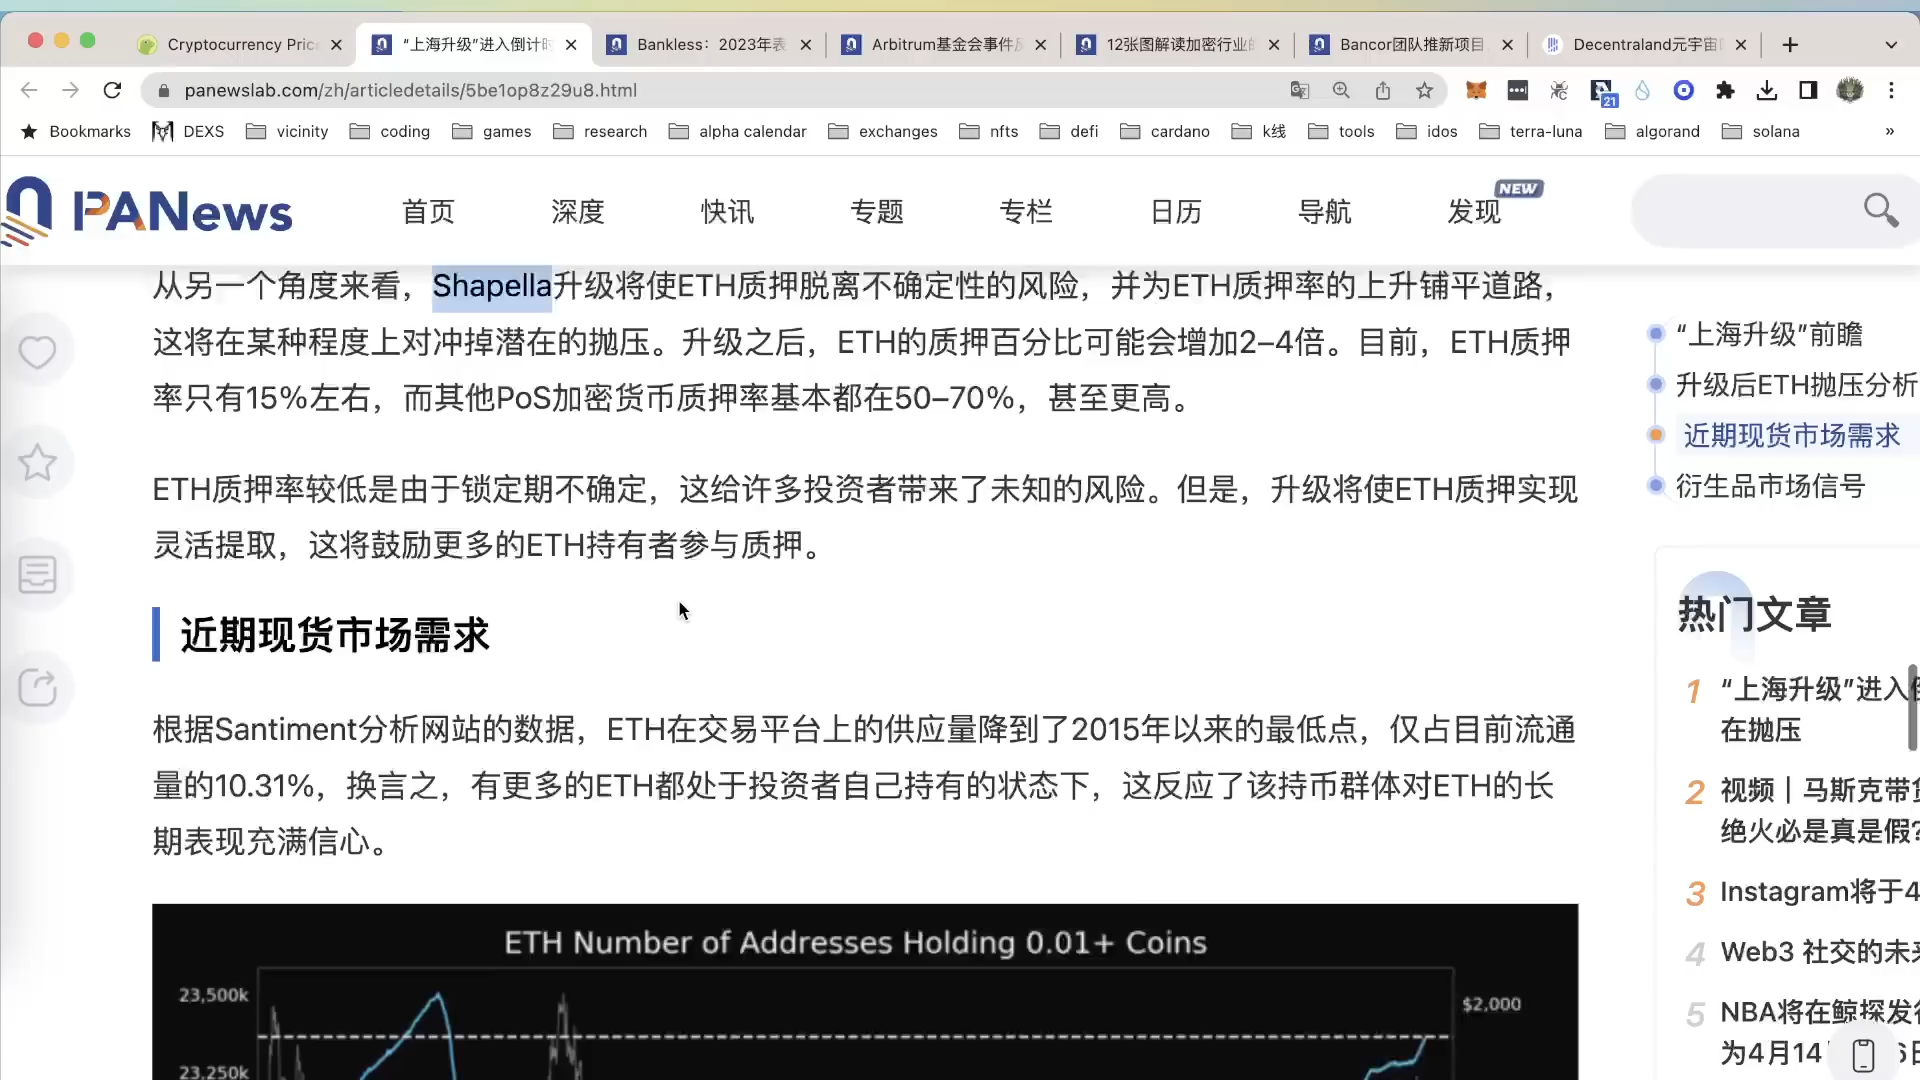 Cryptocurrency Pric
“上海升级”进入倒计时
Bankless：2023年表
Arbitrum基金会事件及
12张图解读加密行业的
Bancor团队推新项目
Decentraland元宇宙
panewslab.com/zh/articledetails/5be1op8z29u8.html
21
Bookmarks
DEXS
vicinity
coding
games
research
alpha calendar
exchanges
nfts
defi
cardano
k线
tools
idos
terra-luna
algorand
solana
»
PANews
首页
深度
快讯
专题
专栏
日历
导航
发现
NEW
从另一个角度来看，Shapella升级将使ETH质押脱离不确定性的风险，并为ETH质押率的上升铺平道路，
这将在某种程度上对冲掉潜在的抛压。升级之后，ETH的质押百分比可能会增加2–4倍。目前，ETH质押
率只有15%左右，而其他PoS加密货币质押率基本都在50–70%，甚至更高。
ETH质押率较低是由于锁定期不确定，这给许多投资者带来了未知的风险。但是，升级将使ETH质押实现
灵活提取，这将鼓励更多的ETH持有者参与质押。
近期现货市场需求
根据Santiment分析网站的数据，ETH在交易平台上的供应量降到了2015年以来的最低点，仅占目前流通
量的10.31%，换言之，有更多的ETH都处于投资者自己持有的状态下，这反应了该持币群体对ETH的长
期表现充满信心。
ETH Number of Addresses Holding 0.01+ Coins
23,500k
$2,000
23,250k
“上海升级”前瞻
升级后ETH抛压分析
近期现货市场需求
衍生品市场信号
热门文章
1 “上海升级”进入倒
在抛压
2 视频｜马斯克带货
绝火必是真是假?
3 Instagram将于4
4 Web3 社交的未来
5 NBA将在鲸探发行
为4月14